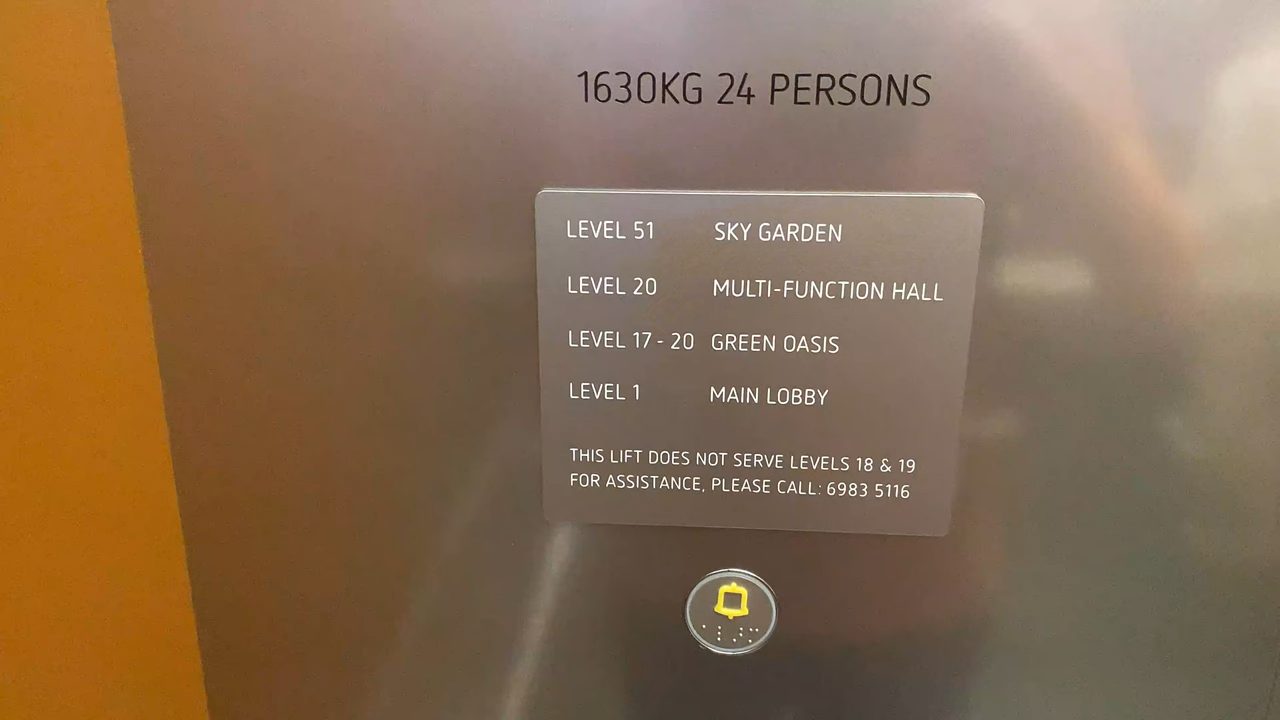 1630KG 24 PERSONS
LEVEL 51 SKY GARDEN
LEVEL 20 MULTI-FUNCTION HALL
LEVEL 17 - 20 GREEN OASIS
LEVEL 1 MAIN LOBBY
THIS LIFT DOES NOT SERVE LEVELS 18 & 19
FOR ASSISTANCE, PLEASE CALL: 6983 5116